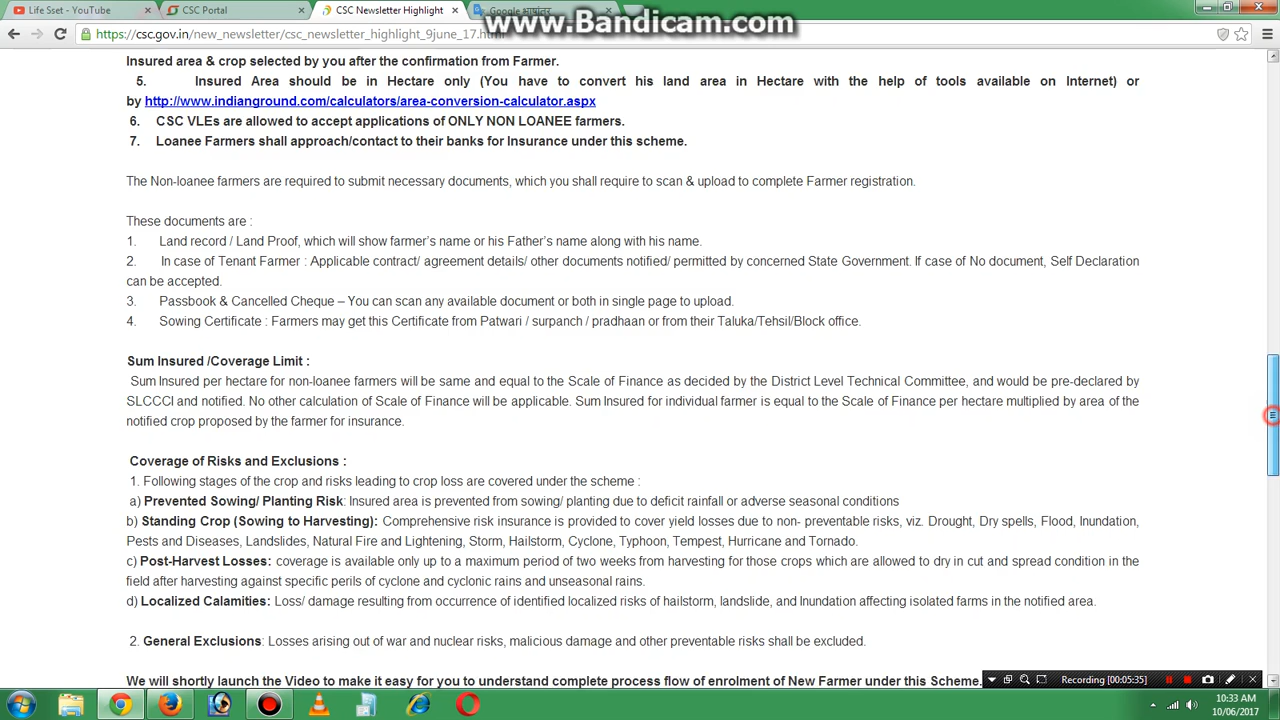 Life Sset - YouTube
CSC Portal
CSC Newsletter Highlight
Google भाषांतर
www.Bandicam.com
https://csc.gov.in/new_newsletter/csc_newsletter_highlight_9june_17.html
Insured area & crop selected by you after the confirmation from Farmer.
5. Insured Area should be in Hectare only (You have to convert his land area in Hectare with the help of tools available on Internet) or
by http://www.indianground.com/calculators/area-conversion-calculator.aspx
6. CSC VLEs are allowed to accept applications of ONLY NON LOANEE farmers.
7. Loanee Farmers shall approach/contact to their banks for Insurance under this scheme.
The Non-loanee farmers are required to submit necessary documents, which you shall require to scan & upload to complete Farmer registration.
These documents are :
1. Land record / Land Proof, which will show farmer's name or his Father's name along with his name.
2. In case of Tenant Farmer : Applicable contract/ agreement details/ other documents notified/ permitted by concerned State Government. If case of No document, Self Declaration
can be accepted.
3. Passbook & Cancelled Cheque – You can scan any available document or both in single page to upload.
4. Sowing Certificate : Farmers may get this Certificate from Patwari / surpanch / pradhaan or from their Taluka/Tehsil/Block office.
Sum Insured /Coverage Limit :
Sum Insured per hectare for non-loanee farmers will be same and equal to the Scale of Finance as decided by the District Level Technical Committee, and would be pre-declared by
SLCCCI and notified. No other calculation of Scale of Finance will be applicable. Sum Insured for individual farmer is equal to the Scale of Finance per hectare multiplied by area of the
notified crop proposed by the farmer for insurance.
Coverage of Risks and Exclusions :
1. Following stages of the crop and risks leading to crop loss are covered under the scheme :
a) Prevented Sowing/ Planting Risk: Insured area is prevented from sowing/ planting due to deficit rainfall or adverse seasonal conditions
b) Standing Crop (Sowing to Harvesting): Comprehensive risk insurance is provided to cover yield losses due to non- preventable risks, viz. Drought, Dry spells, Flood, Inundation,
Pests and Diseases, Landslides, Natural Fire and Lightening, Storm, Hailstorm, Cyclone, Typhoon, Tempest, Hurricane and Tornado.
c) Post-Harvest Losses: coverage is available only up to a maximum period of two weeks from harvesting for those crops which are allowed to dry in cut and spread condition in the
field after harvesting against specific perils of cyclone and cyclonic rains and unseasonal rains.
d) Localized Calamities: Loss/ damage resulting from occurrence of identified localized risks of hailstorm, landslide, and Inundation affecting isolated farms in the notified area.
2. General Exclusions: Losses arising out of war and nuclear risks, malicious damage and other preventable risks shall be excluded.
We will shortly launch the Video to make it easy for you to understand complete process flow of enrolment of New Farmer under this Scheme.
Recording [00:05:35]
10:33 AM
10/06/2017